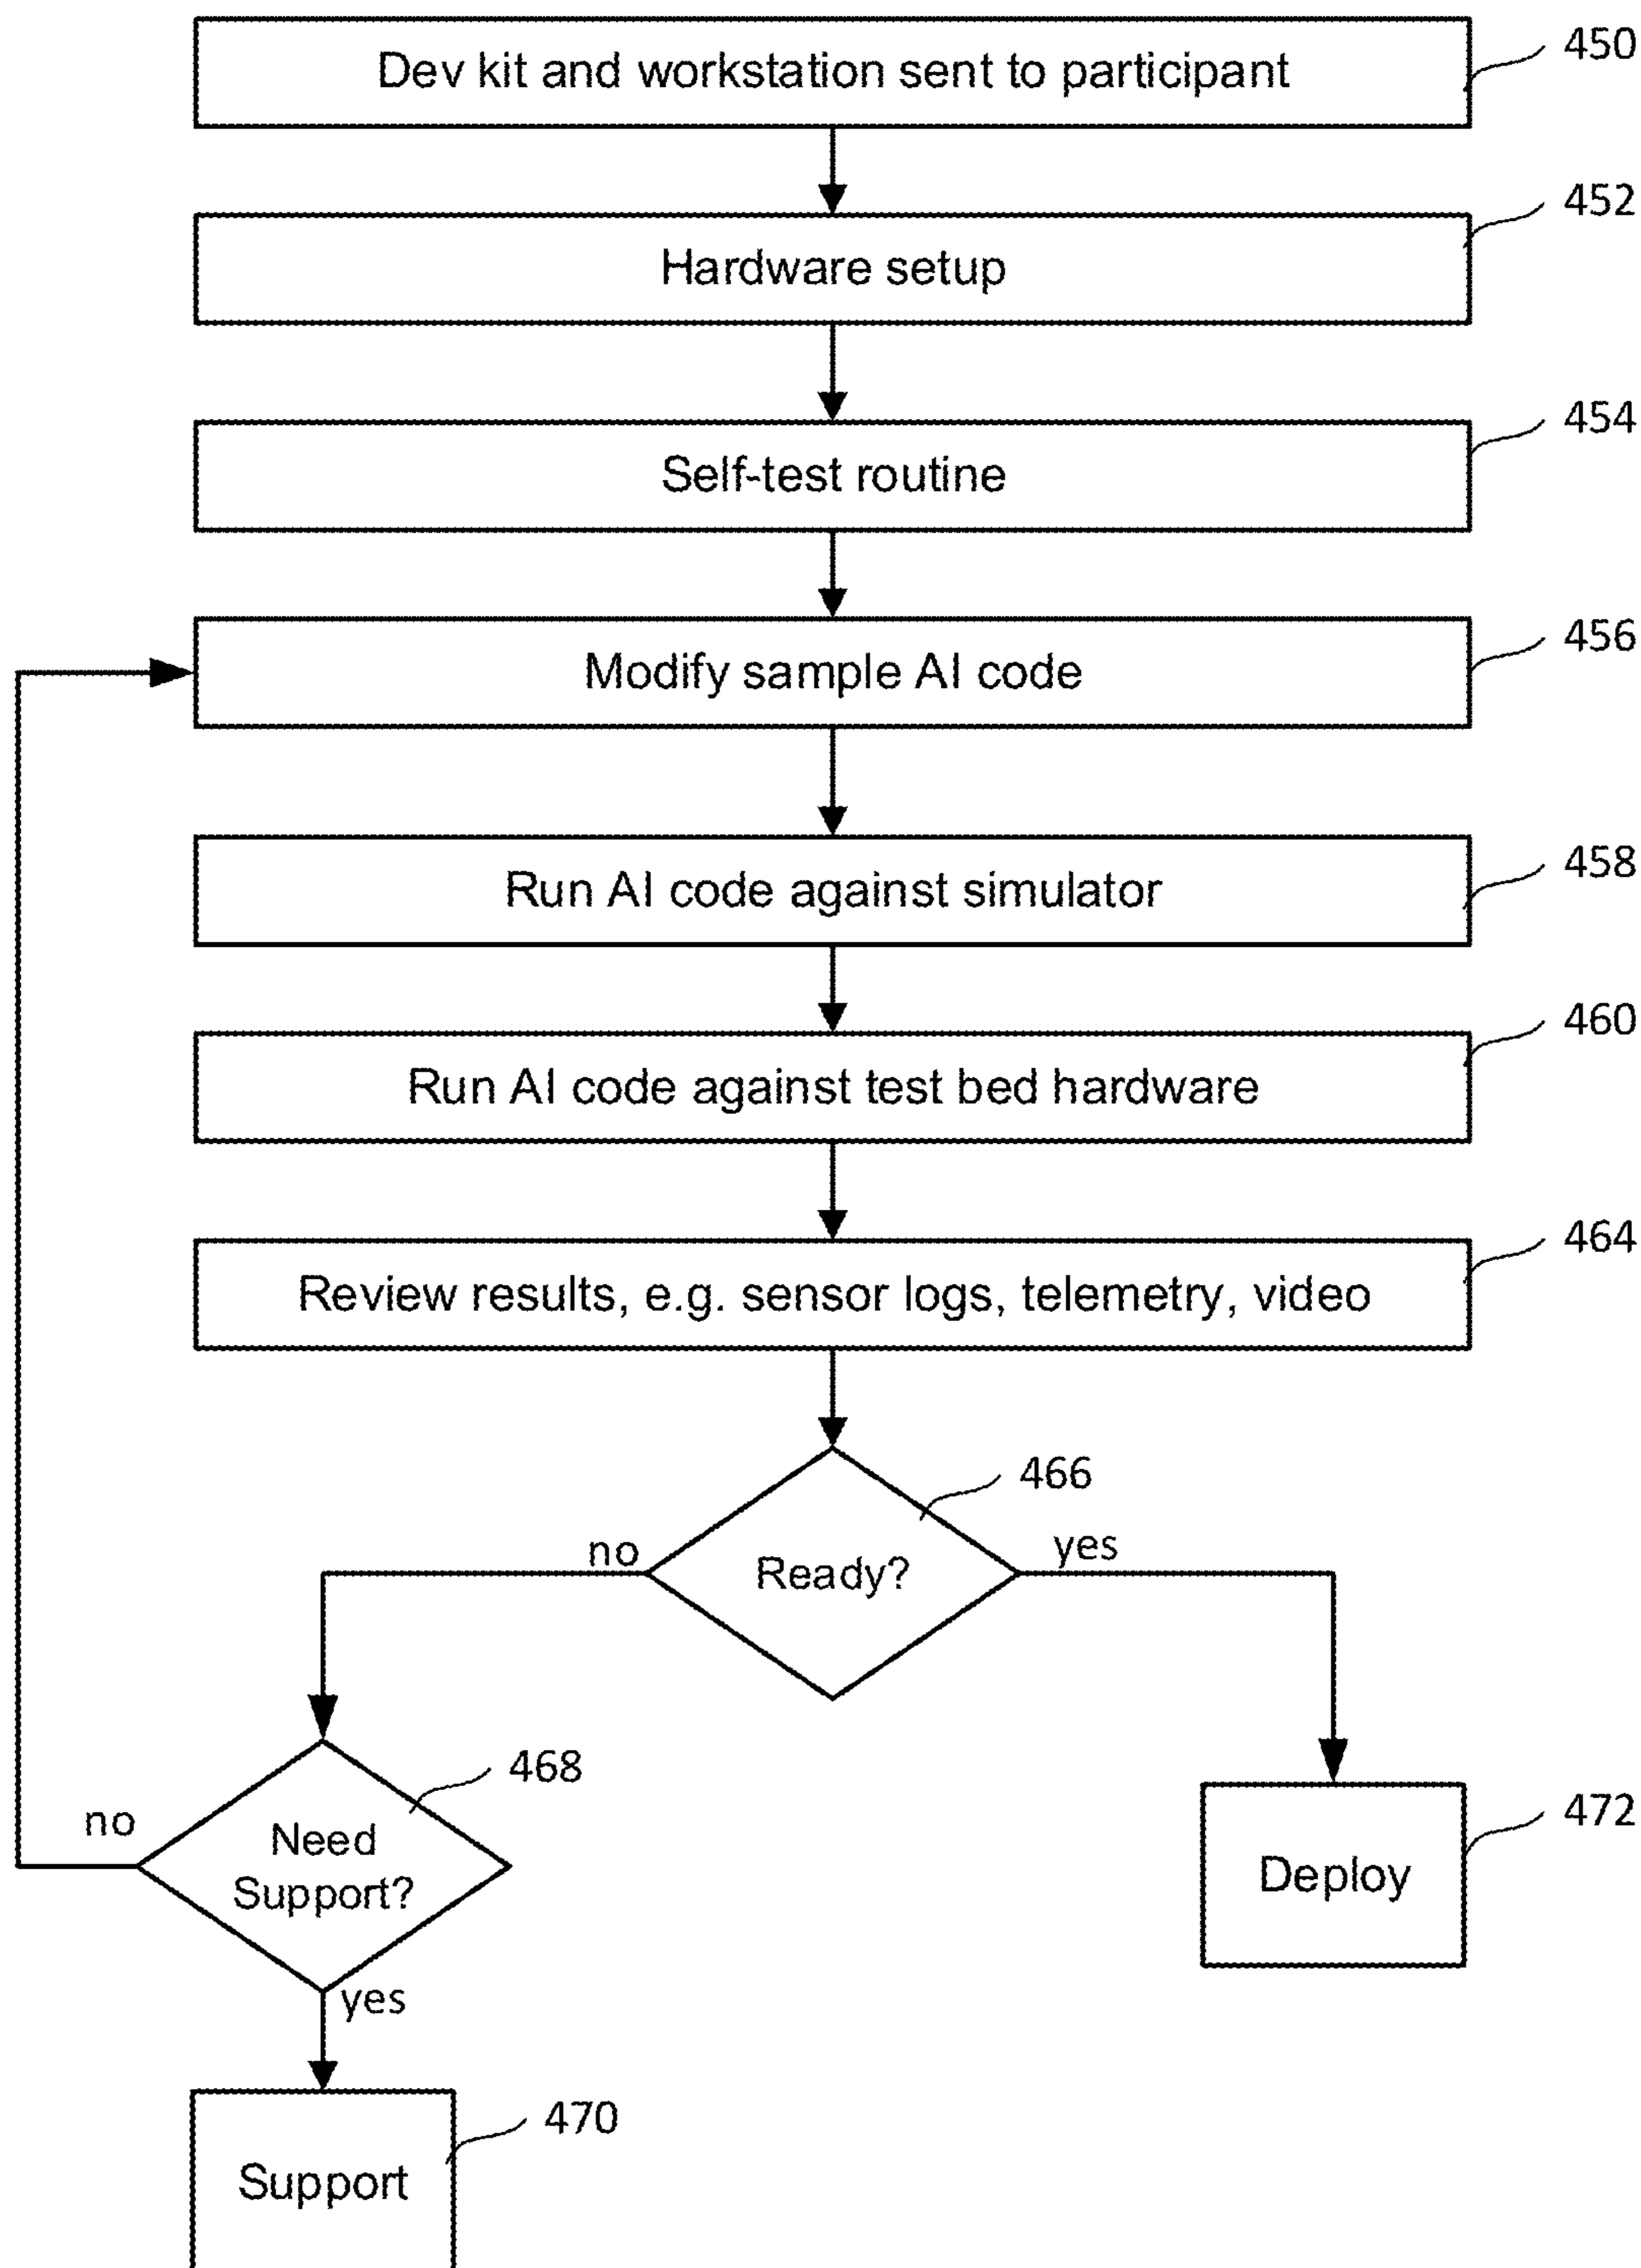 Dev kit and workstation sent to participant
450
Hardware setup
452
Self-test routine
454
Modify sample AI code
456
Run AI code against simulator
458
Run AI code against test bed hardware
460
Review results, e.g. sensor logs, telemetry, video
464
466
no
Ready?
yes
468
no
Need
Support?
yes
472
Deploy
470
Support